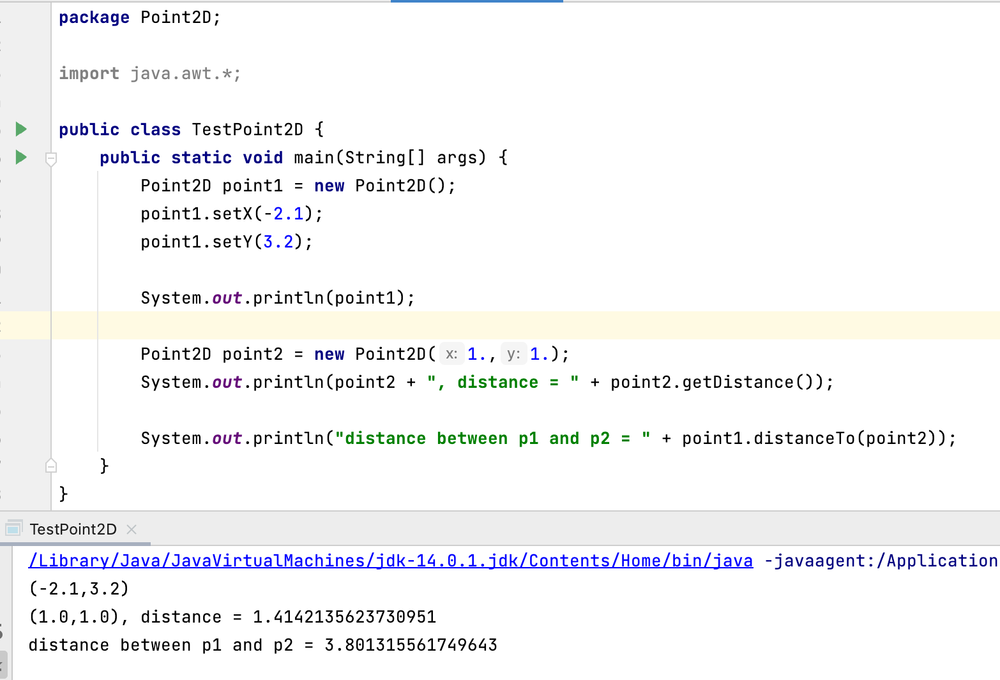 package Point2D;
import java.awt.*;
public class TestPoint2D {
public static void main(String[] args) {
Point2D point1 = new Point2D();
point1.setX(-2.1);
point1.setY(3.2);
System.out.println(point1);
Point2D point2 = new Point2D( x: 1., y: 1.);
System.out.println(point2 + ", distance = " + point2.getDistance());
System.out.println("distance between p1 and p2 = " + point1.distanceTo(point2));
}
}
TestPoint2D
/Library/Java/JavaVirtualMachines/jdk-14.0.1.jdk/Contents/Home/bin/java -javaagent:/Application
(-2.1,3.2)
(1.0,1.0), distance = 1.4142135623730951
distance between p1 and p2 = 3.801315561749643